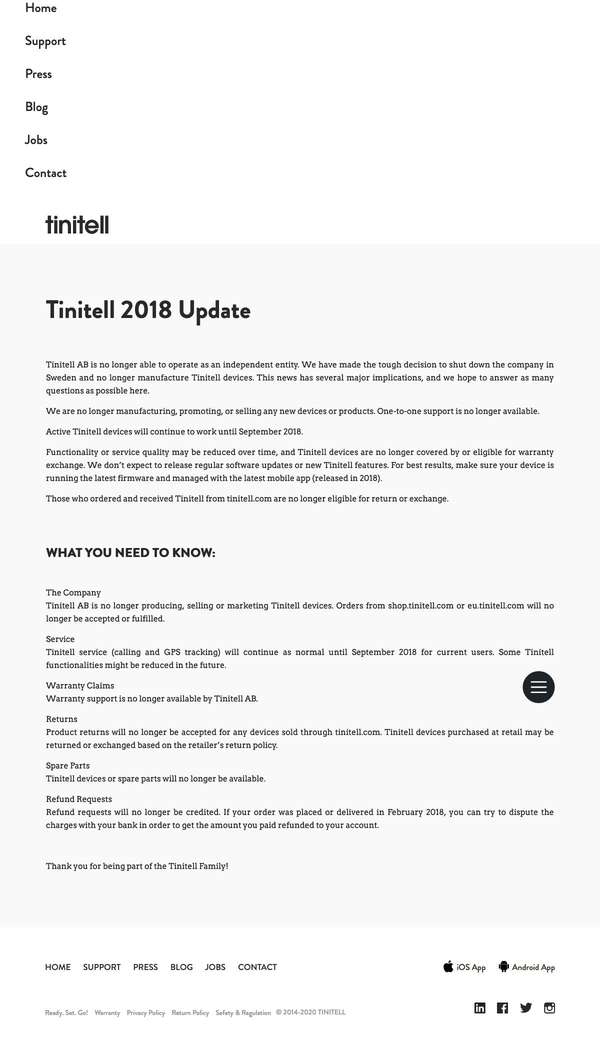 Home
Support
Press
Blog
Jobs
Contact
tinitell
Tinitell 2018 Update
Tinitell AB is no longer able to operate as an independent entity. We have made the tough decision to shut down the company in
Sweden and no longer manufacture Tinitell devices. This news has several major implications, and we hope to answer as many
questions as possible here.
We are no longer manufacturing, promoting, or selling any new devices or products. One-to-one support is no longer available.
Active Tinitell devices will continue to work until September 2018.
Functionality or service quality may be reduced over time, and Tinitell devices are no longer covered by or eligible for warranty
exchange. We don't expect to release regular software updates or new Tinitell features. For best results, make sure your device is
running the latest firmware and managed with the latest mobile app (released in 2018).
Those who ordered and received Tinitell from tinitell.com are no longer eligible for return or exchange.
WHAT YOU NEED TO KNOW:
The Company
Tinitell AB is no longer producing, selling or marketing Tinitell devices. Orders from shop.tinitell.com or eu.tinitell.com will no
longer be accepted or fulfilled.
Service
Tinitell service (calling and GPS tracking) will continue as normal until September 2018 for current users. Some Tinitell
functionalities might be reduced in the future.
Warranty Claims
Warranty support is no longer available by Tinitell AB.
Returns
Product returns will no longer be accepted for any devices sold through tinitell.com. Tinitell devices purchased at retail may be
returned or exchanged based on the retailer's return policy.
Spare Parts
Tinitell devices or spare parts will no longer be available.
Refund Requests
Refund requests will no longer be credited. If your order was placed or delivered in February 2018, you can try to dispute the
charges with your bank in order to get the amount you paid refunded to your account.
Thank you for being part of the Tinitell Family!
HOME SUPPORT PRESS BLOG JOBS CONTACT iOS App Android App
Ready. Set. Go! Warranty Privacy Policy Return Policy Safety & Regulation © 2014-2020 TINITELL